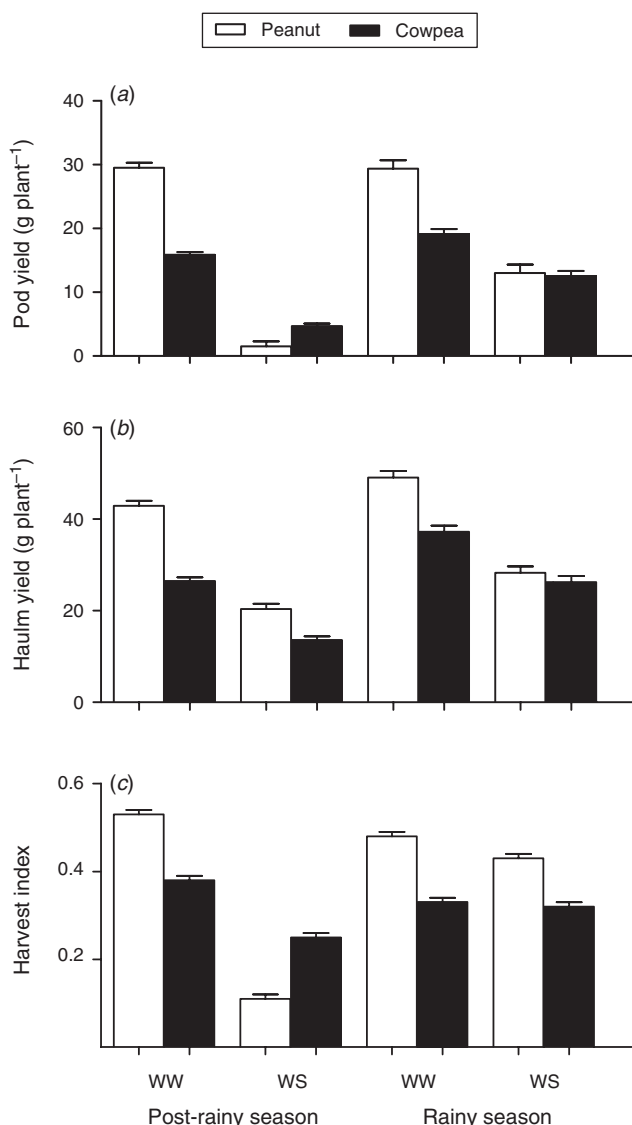 Peanut Cowpea
(a)
Pod yield (g plant⁻¹)
40
30
20
10
0
(b)
Haulm yield (g plant⁻¹)
60
40
20
0
(c)
Harvest index
0.6
0.4
0.2
WW WS WW WS
Post-rainy season Rainy season